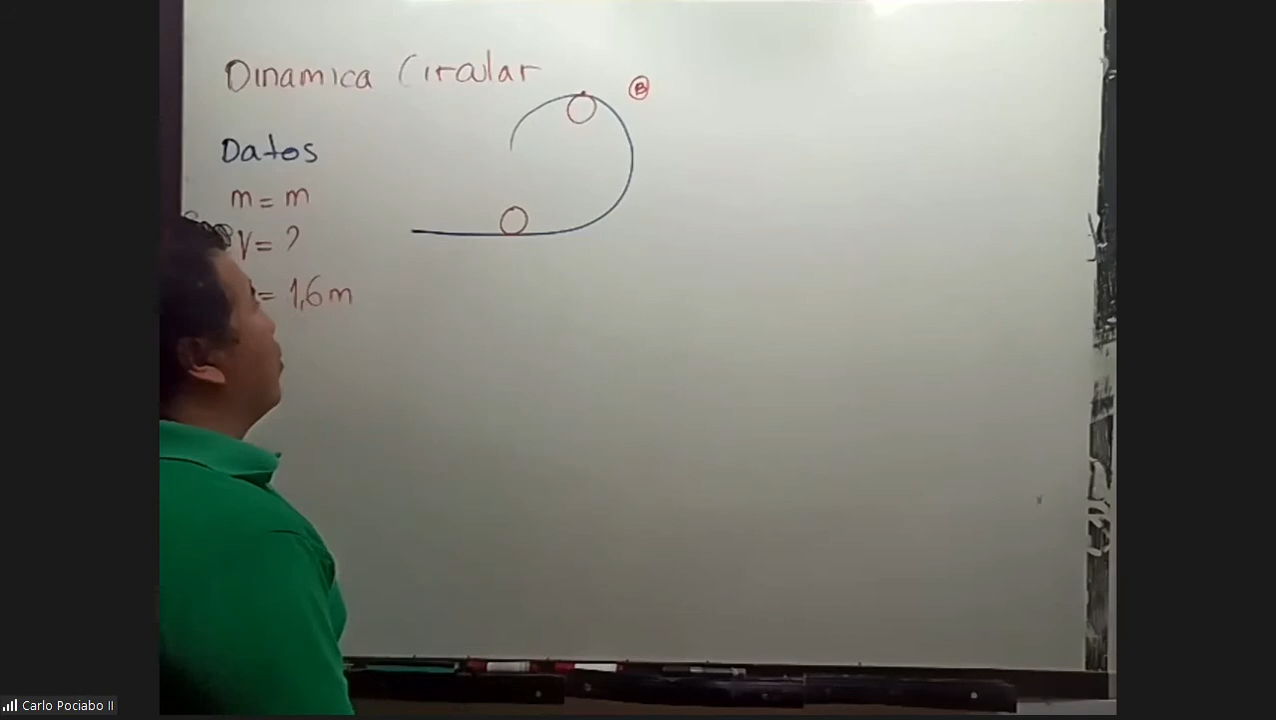 Dinamica Circular
B
Datos
m = m
V = ?
= 1,6 m
Carlo Pociabo II